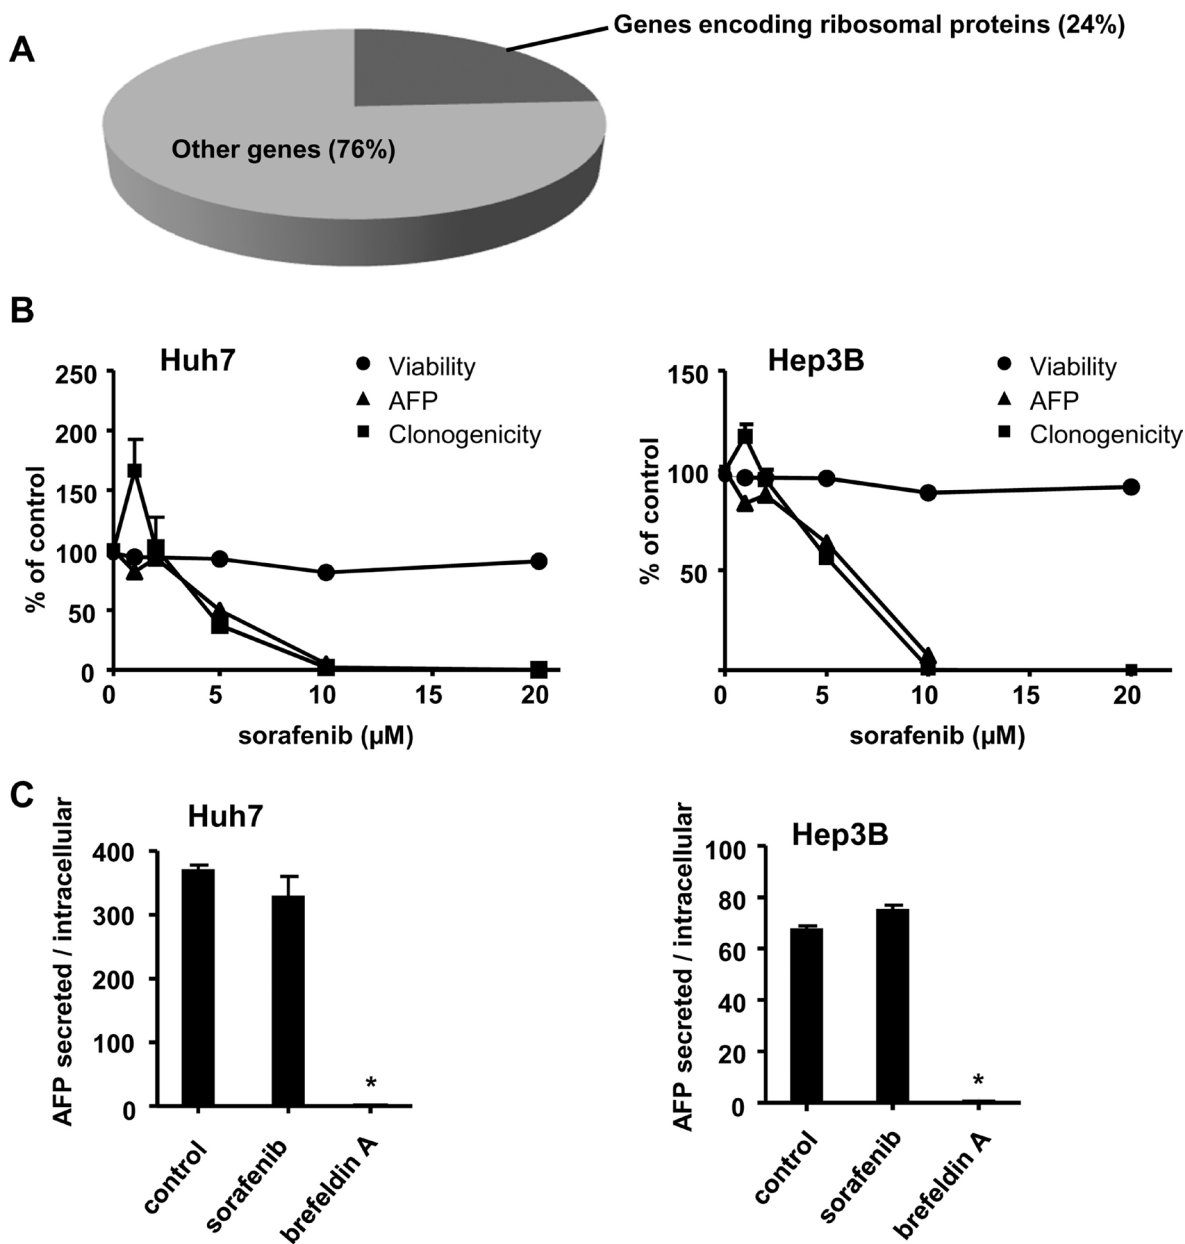 A
Genes encoding ribosomal proteins (24%)
Other genes (76%)
B
Huh7
Viability
AFP
Clonogenicity
250
200
150
100
50
0
% of control
0 5 10 15 20
sorafenib (µM)
Hep3B
Viability
AFP
Clonogenicity
150
100
50
% of control
0 5 10 15 20
sorafenib (µM)
C
Huh7
AFP secreted / intracellular
400
300
200
100
0
*
control
sorafenib
brefeldin A
Hep3B
AFP secreted / intracellular
100
80
60
40
20
0
*
control
sorafenib
brefeldin A